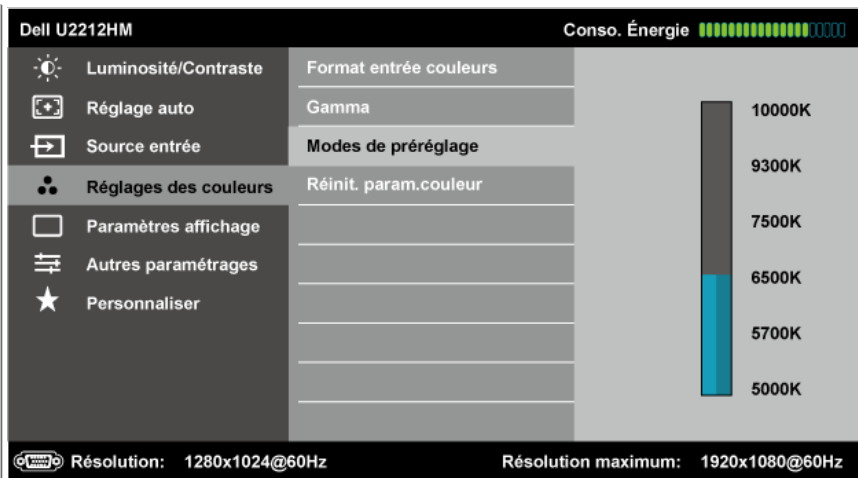 Dell U2212HM
Conso. Énergie
Luminosité/Contraste
Réglage auto
Source entrée
Réglages des couleurs
Paramètres affichage
Autres paramétrages
Personnaliser
Format entrée couleurs
Gamma
Modes de préréglage
Réinit. param.couleur
10000K
9300K
7500K
6500K
5700K
5000K
Résolution: 1280x1024@60Hz
Résolution maximum: 1920x1080@60Hz